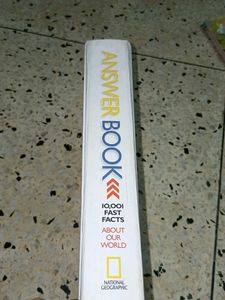 ANSWER BOOK
10,001
FAST
FACTS
ABOUT
OUR
WORLD
NATIONAL
GEOGRAPHIC